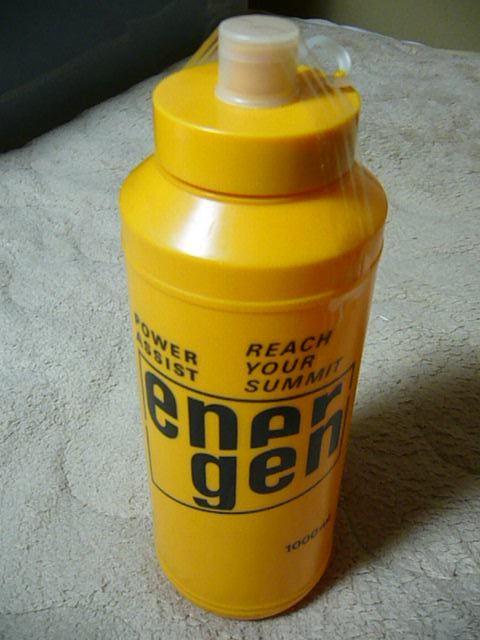 POWER
ASSIST
REACH
YOUR
SUMMIT
ener
gen
1000ml